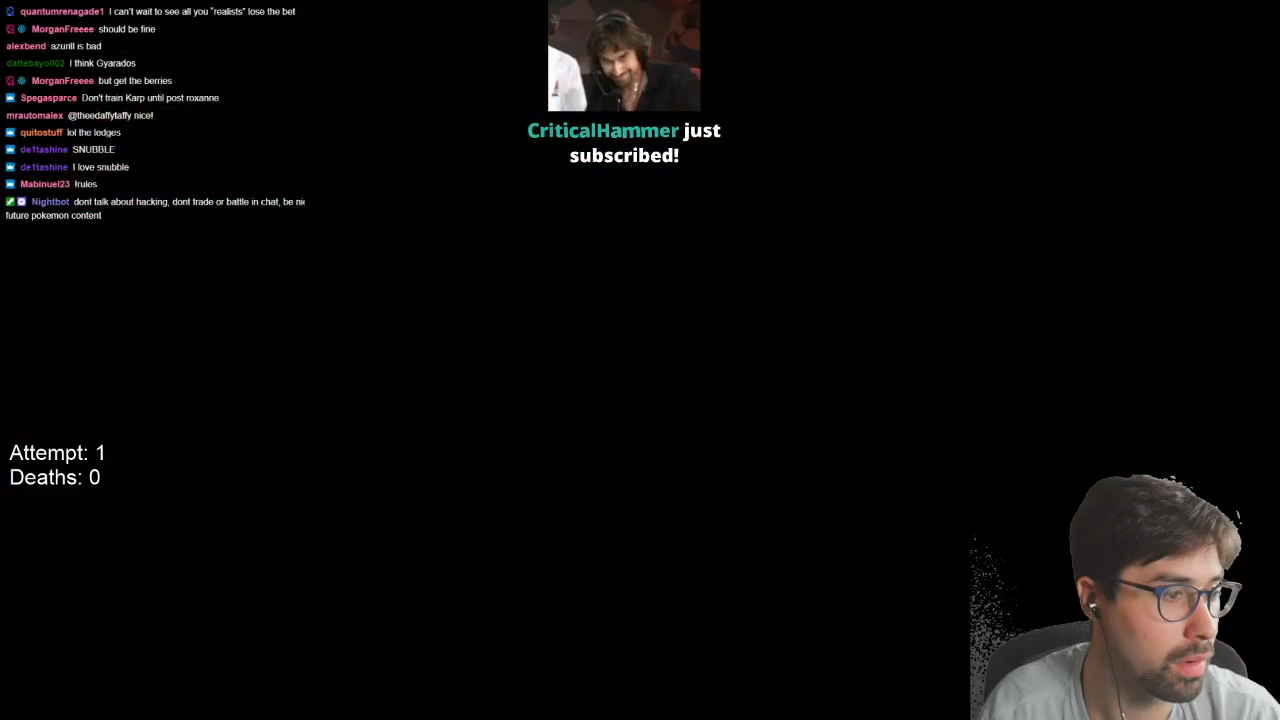 quantumrenagade1 I can't wait to see all you "realists" lose the bet
MorganFreeee should be fine
alexbend azurill is bad
dattebayo002 I think Gyarados
MorganFreeee but get the berries
Spegasparce Don't train Karp until post roxanne
mrautomalex @theedaffytaffy nice!
quitostuff lol the ledges
de1tashine SNUBBLE
de1tashine I love snubble
Mabinuel23 !rules
Nightbot dont talk about hacking, dont trade or battle in chat, be
future pokemon content
CriticalHammer just
subscribed!
Attempt: 1
Deaths: 0